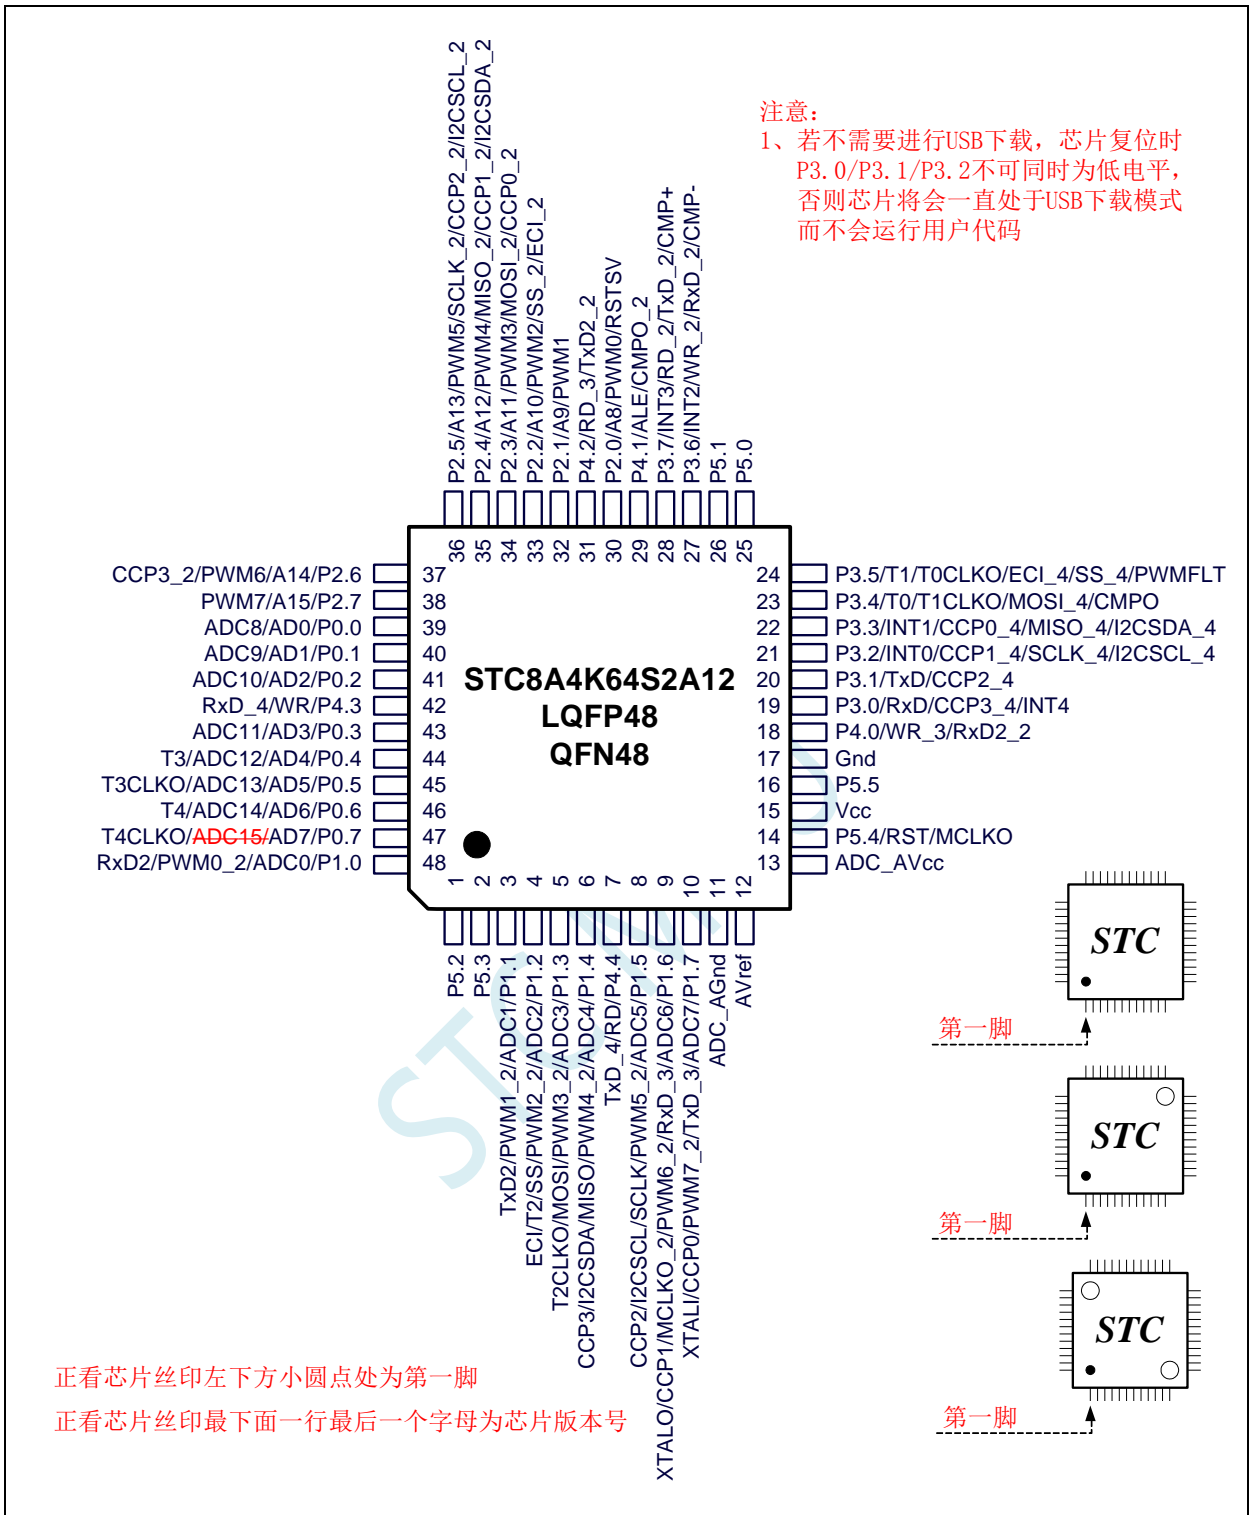 注意：
1、若不需要进行USB下载，芯片复位时
P3.0/P3.1/P3.2不可同时为低电平，
否则芯片将会一直处于USB下载模式
而不会运行用户代码
P2.5/A13/PWM5/SCLK_2/CCP2_2/I2CSCL_2
P2.4/A12/PWM4/MISO_2/CCP1_2/I2CSDA_2
P2.3/A11/PWM3/MOSI_2/CCP0_2
P2.2/A10/PWM2/SS_2/ECI_2
P2.1/A9/PWM1
P4.2/RD_3/TxD2_2
P2.0/A8/PWM0/RSTSV
P4.1/ALE/CMPO_2
P3.7/INT3/RD_2/TxD_2/CMP+
P3.6/INT2/WR_2/RxD_2/CMP-
P5.1
P5.0
36 35 34 33 32 31 30 29 28 27 26 25
CCP3_2/PWM6/A14/P2.6 37
PWM7/A15/P2.7 38
ADC8/AD0/P0.0 39
ADC9/AD1/P0.1 40
ADC10/AD2/P0.2 41
RxD_4/WR/P4.3 42
ADC11/AD3/P0.3 43
T3/ADC12/AD4/P0.4 44
T3CLKO/ADC13/AD5/P0.5 45
T4/ADC14/AD6/P0.6 46
T4CLKO/ADC15/AD7/P0.7 47
RxD2/PWM0_2/ADC0/P1.0 48
STC8A4K64S2A12
LQFP48
QFN48
24 P3.5/T1/T0CLKO/ECI_4/SS_4/PWMFLT
23 P3.4/T0/T1CLKO/MOSI_4/CMPO
22 P3.3/INT1/CCP0_4/MISO_4/I2CSDA_4
21 P3.2/INT0/CCP1_4/SCLK_4/I2CSCL_4
20 P3.1/TxD/CCP2_4
19 P3.0/RxD/CCP3_4/INT4
18 P4.0/WR_3/RxD2_2
17 Gnd
16 P5.5
15 Vcc
14 P5.4/RST/MCLKO
13 ADC_AVcc
1 2 3 4 5 6 7 8 9 10 11 12
P5.2
P5.3
TxD2/PWM1_2/ADC1/P1.1
ECI/T2/SS/PWM2_2/ADC2/P1.2
T2CLKO/MOSI/PWM3_2/ADC3/P1.3
CCP3/I2CSDA/MISO/PWM4_2/ADC4/P1.4
TxD_4/RD/P4.4
CCP2/I2CSCL/SCLK/PWM5_2/ADC5/P1.5
XTALO/CCP1/MCLKO_2/PWM6_2/RxD_3/ADC6/P1.6
XTALI/CCP0/PWM7_2/TxD_3/ADC7/P1.7
ADC_AGnd
AVref
STC MCU
STC
第一脚
STC
第一脚
STC
第一脚
正看芯片丝印左下方小圆点处为第一脚
正看芯片丝印最下面一行最后一个字母为芯片版本号